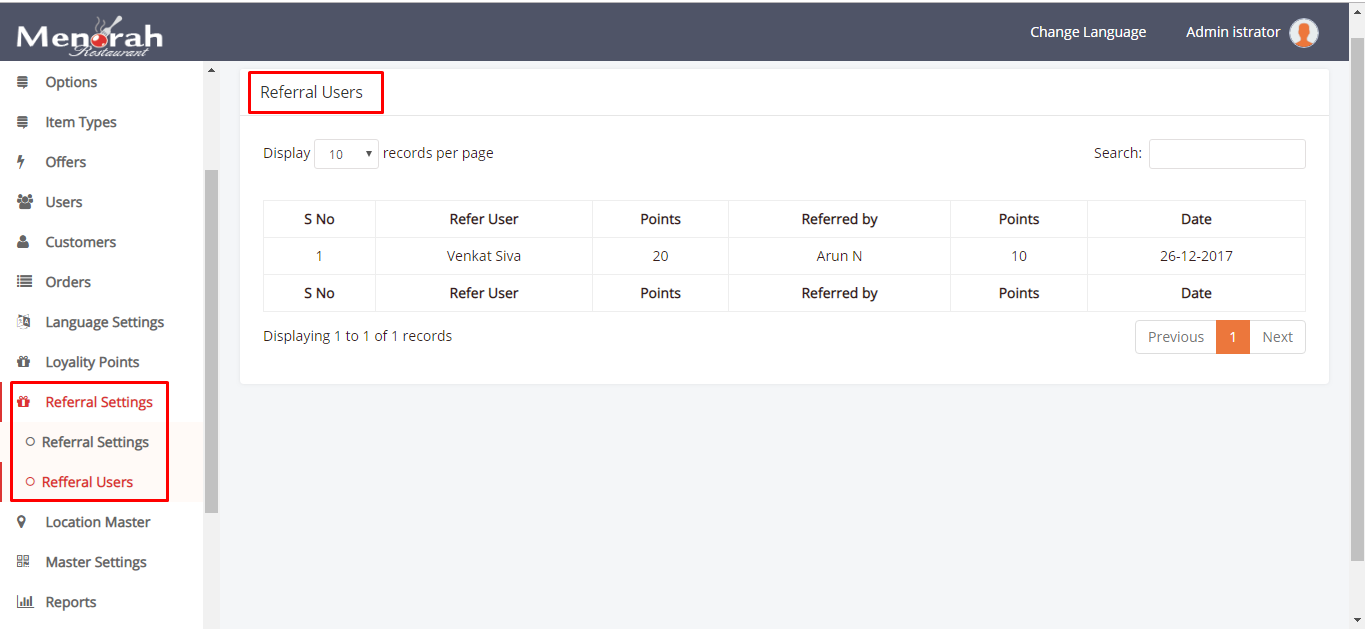 Menorah
Restaurant
Change Language
Admin istrator
Options
Item Types
Offers
Users
Customers
Orders
Language Settings
Loyality Points
Referral Settings
Referral Settings
Refferal Users
Location Master
Master Settings
Reports
Referral Users
Display 10 records per page
Search:
S No Refer User Points Referred by Points Date
1 Venkat Siva 20 Arun N 10 26-12-2017
S No Refer User Points Referred by Points Date
Displaying 1 to 1 of 1 records
Previous 1 Next